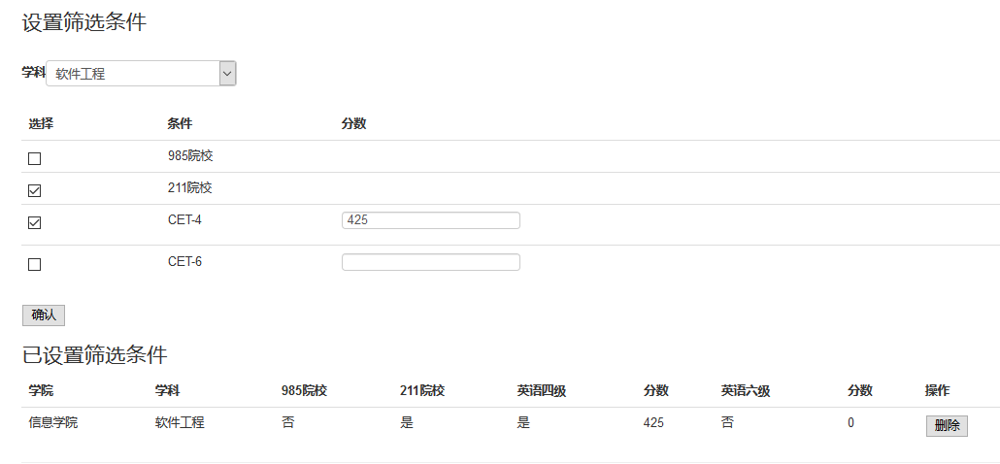 设置筛选条件
学科 软件工程
选择 条件 分数
985院校
211院校
CET-4 425
CET-6
确认
已设置筛选条件
学院 学科 985院校 211院校 英语四级 分数 英语六级 分数 操作
信息学院 软件工程 否 是 是 425 否 0 删除